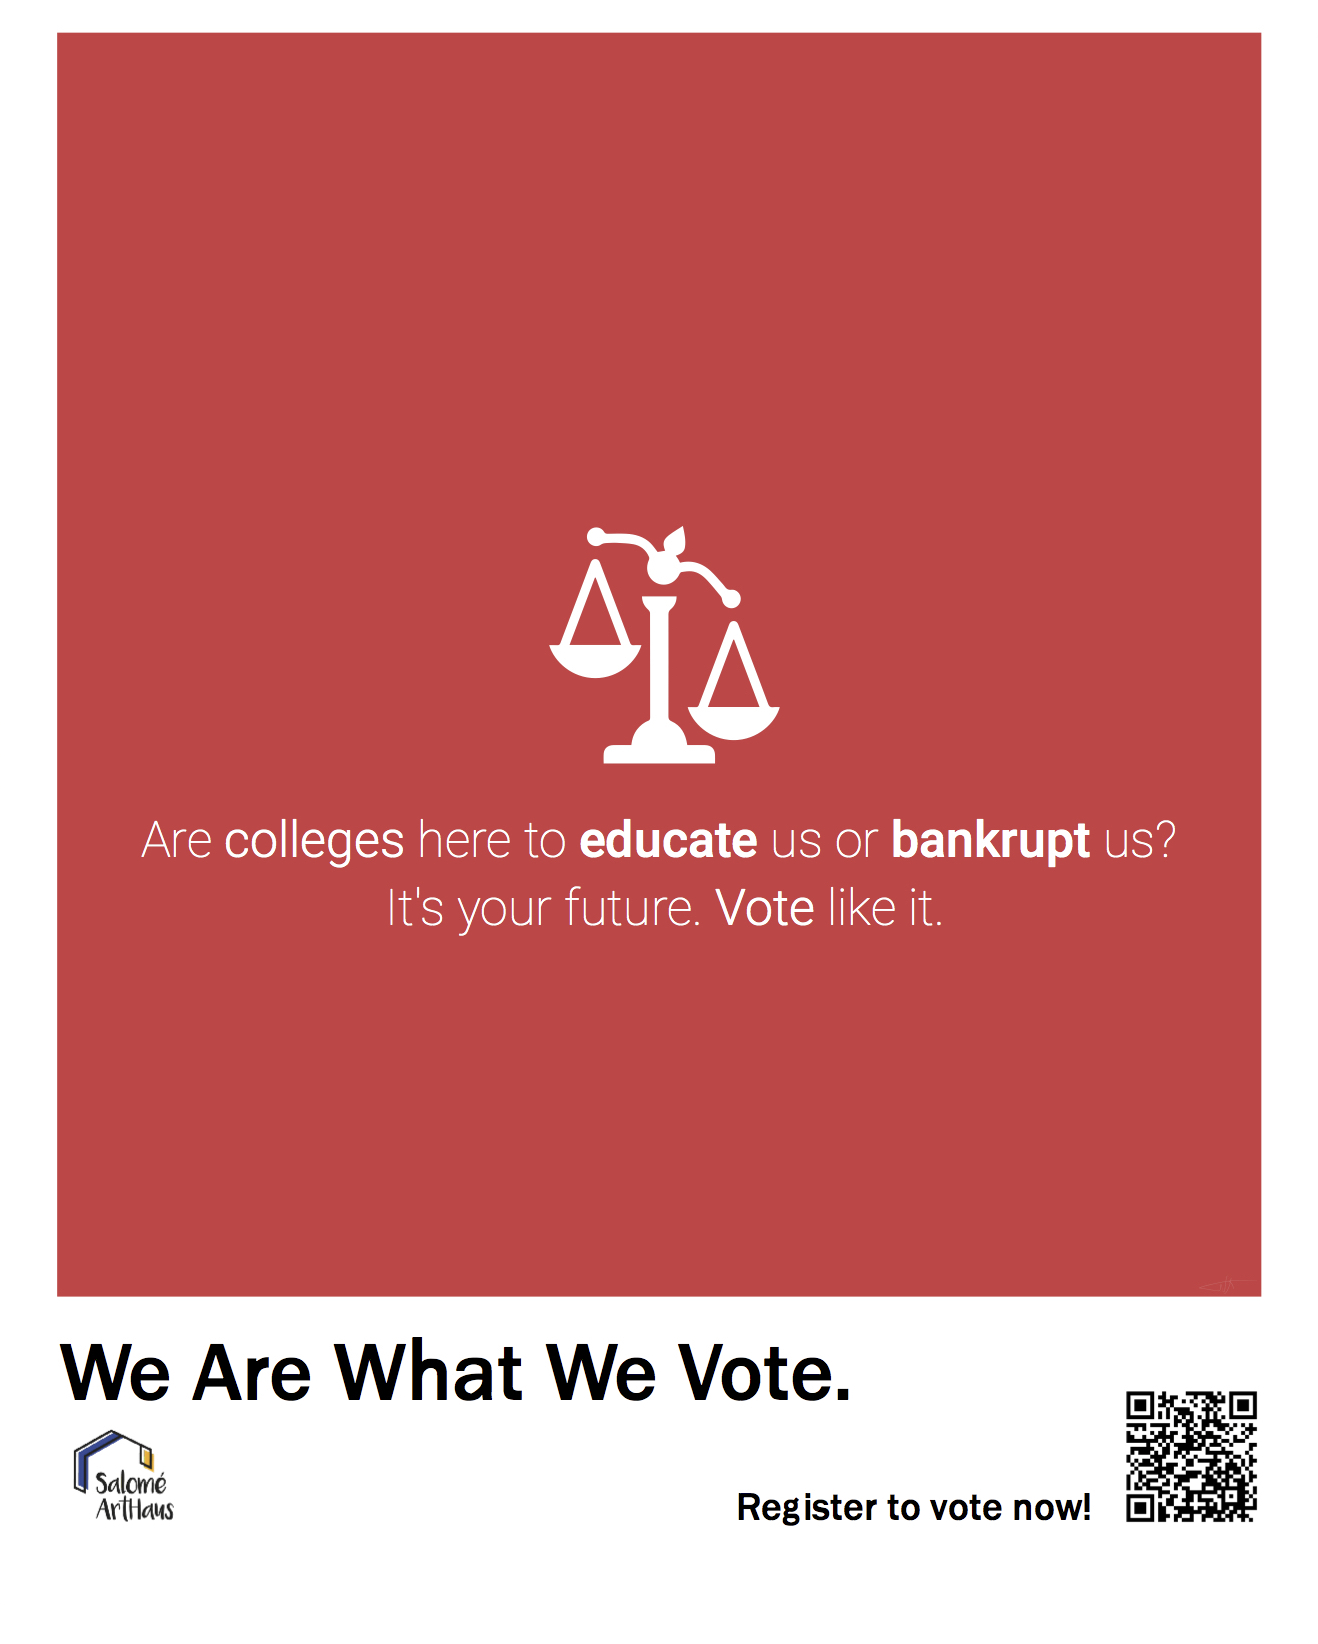 Are colleges here to educate us or bankrupt us?
It's your future. Vote like it.
We Are What We Vote.
Salomé
ArtHaus
Register to vote now!